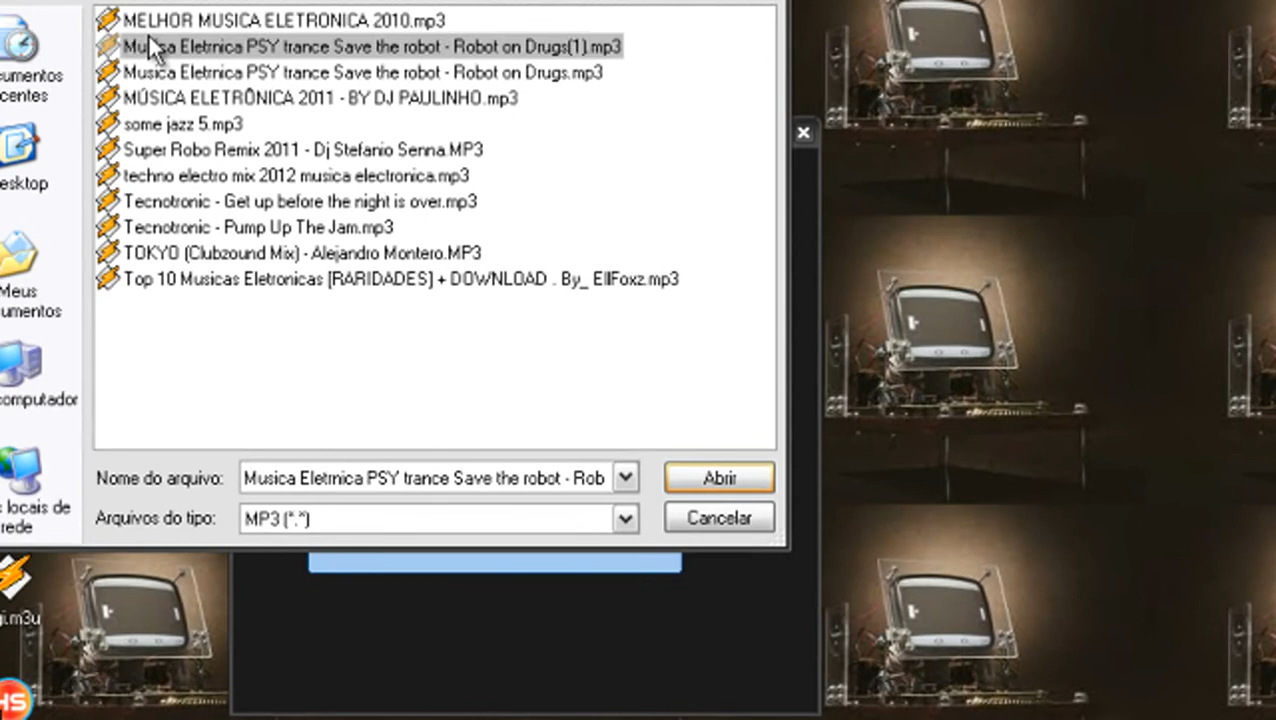 MELHOR MUSICA ELETRONICA 2010.mp3
Musica Eletrnica PSY trance Save the robot - Robot on Drugs(1).mp3
Musica Eletrnica PSY trance Save the robot - Robot on Drugs.mp3
MÚSICA ELETRÔNICA 2011 - BY DJ PAULINHO.mp3
some jazz 5.mp3
Super Robo Remix 2011 - Dj Stefanio Senna.MP3
techno electro mix 2012 musica electronica.mp3
Tecnotronic - Get up before the night is over.mp3
Tecnotronic - Pump Up The Jam.mp3
TOKYO (Clubzound Mix) - Alejandro Montero.MP3
Top 10 Musicas Eletronicas [RARIDADES] + DOWNLOAD . By_ EllFoxz.mp3
cumentos
centes
esktop
Meus
cumentos
computador
s locais de
rede
Nome do arquivo: Musica Eletrnica PSY trance Save the robot - Rob Abrir
Arquivos do tipo: MP3 (*.*) Cancelar
gi.m3u
HS